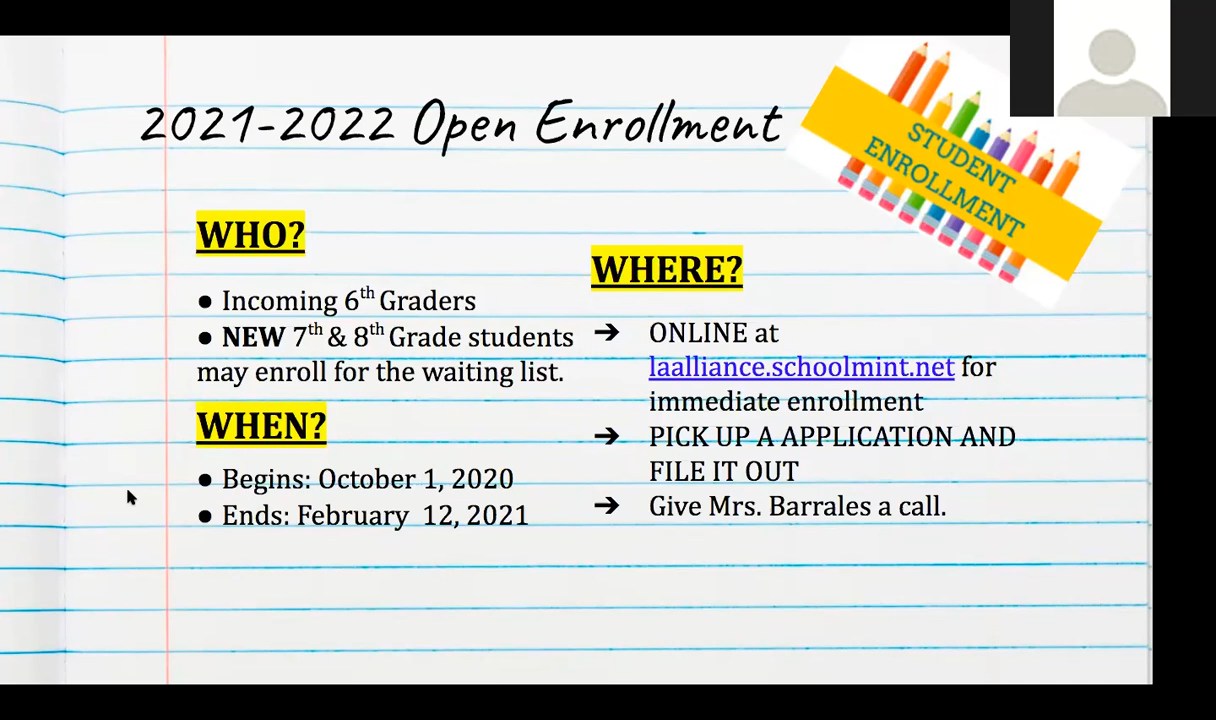 2021-2022 Open Enrollment
STUDENT
ENROLLMENT
WHO?
● Incoming 6th Graders
● NEW 7th & 8th Grade students
may enroll for the waiting list.
WHEN?
● Begins: October 1, 2020
● Ends: February 12, 2021
WHERE?
➔ ONLINE at
laalliance.schoolmint.net for
immediate enrollment
➔ PICK UP A APPLICATION AND
FILE IT OUT
➔ Give Mrs. Barrales a call.